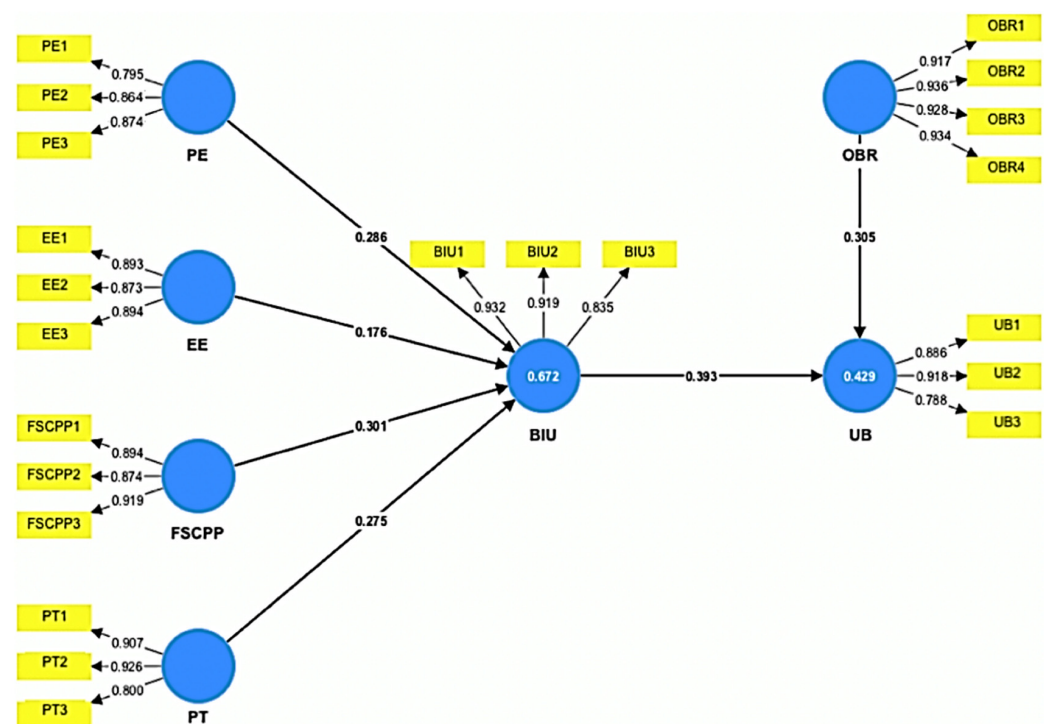 PE1
PE2
PE3
0.795
0.864
0.874
PE
OBR1
OBR2
OBR3
OBR4
0.917
0.936
0.928
0.934
OBR
0.286
0.305
EE1
EE2
EE3
0.893
0.873
0.894
EE
0.176
BIU1
BIU2
BIU3
0.932
0.919
0.835
0.672
BIU
0.393
0.429
UB
UB1
UB2
UB3
0.886
0.918
0.788
FSCPP1
FSCPP2
FSCPP3
0.894
0.874
0.919
FSCPP
0.301
0.275
PT1
PT2
PT3
0.907
0.926
0.800
PT